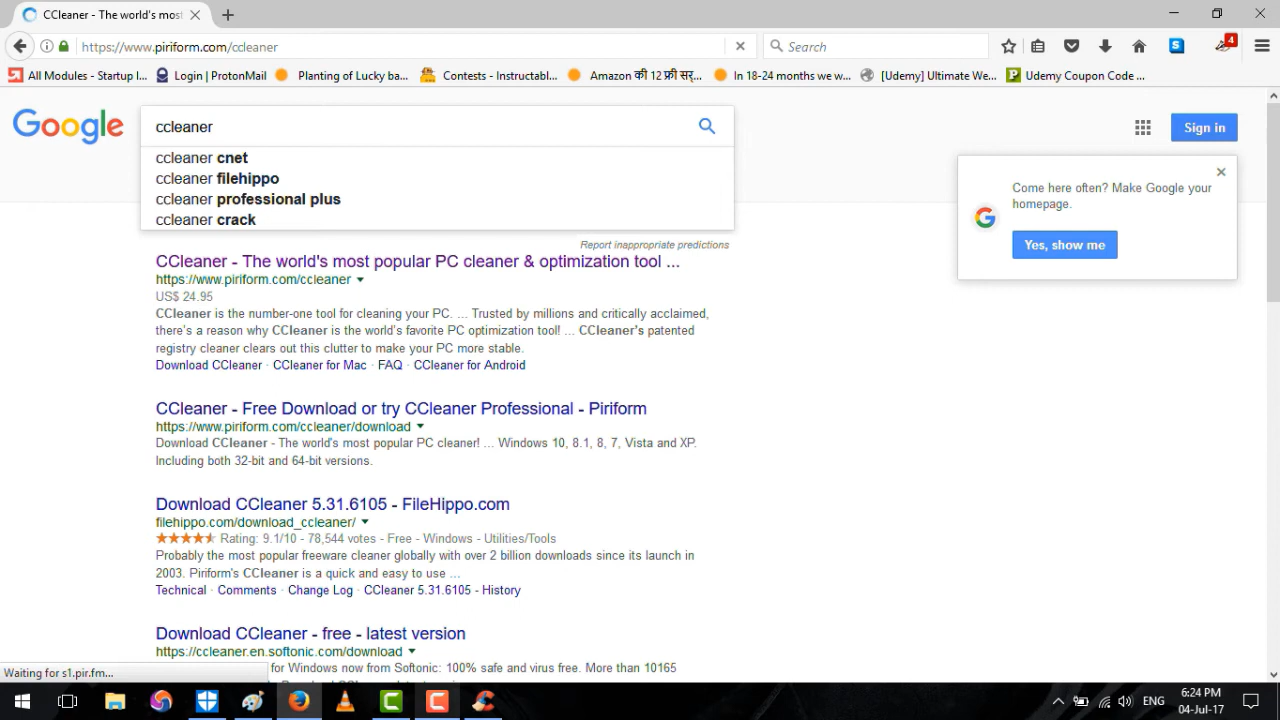 CCleaner - The world's most
https://www.piriform.com/ccleaner
Search
4
All Modules - Startup I...
Login | ProtonMail
Planting of Lucky ba...
Contests - Instructabl...
Amazon की 12 फ्री सर्...
In 18-24 months we w...
[Udemy] Ultimate We...
Udemy Coupon Code ...
Google
ccleaner
Sign in
ccleaner cnet
ccleaner filehippo
ccleaner professional plus
ccleaner crack
Report inappropriate predictions
Come here often? Make Google your
homepage.
Yes, show me
CCleaner - The world's most popular PC cleaner & optimization tool ...
https://www.piriform.com/ccleaner
US$ 24.95
CCleaner is the number-one tool for cleaning your PC. ... Trusted by millions and critically acclaimed,
there's a reason why CCleaner is the world's favorite PC optimization tool! ... CCleaner's patented
registry cleaner clears out this clutter to make your PC more stable.
Download CCleaner · CCleaner for Mac · FAQ · CCleaner for Android
CCleaner - Free Download or try CCleaner Professional - Piriform
https://www.piriform.com/ccleaner/download
Download CCleaner - The world's most popular PC cleaner! ... Windows 10, 8.1, 8, 7, Vista and XP.
Including both 32-bit and 64-bit versions.
Download CCleaner 5.31.6105 - FileHippo.com
filehippo.com/download_ccleaner/
Rating: 9.1/10 - 78,544 votes - Free - Windows - Utilities/Tools
Probably the most popular freeware cleaner globally with over 2 billion downloads since its launch in
2003. Piriform's CCleaner is a quick and easy to use ...
Technical · Comments · Change Log · CCleaner 5.31.6105 - History
Download CCleaner - free - latest version
https://ccleaner.en.softonic.com/download
for Windows now from Softonic: 100% safe and virus free. More than 10165
Waiting for s1.pir.fm...
ENG
6:24 PM
04-Jul-17